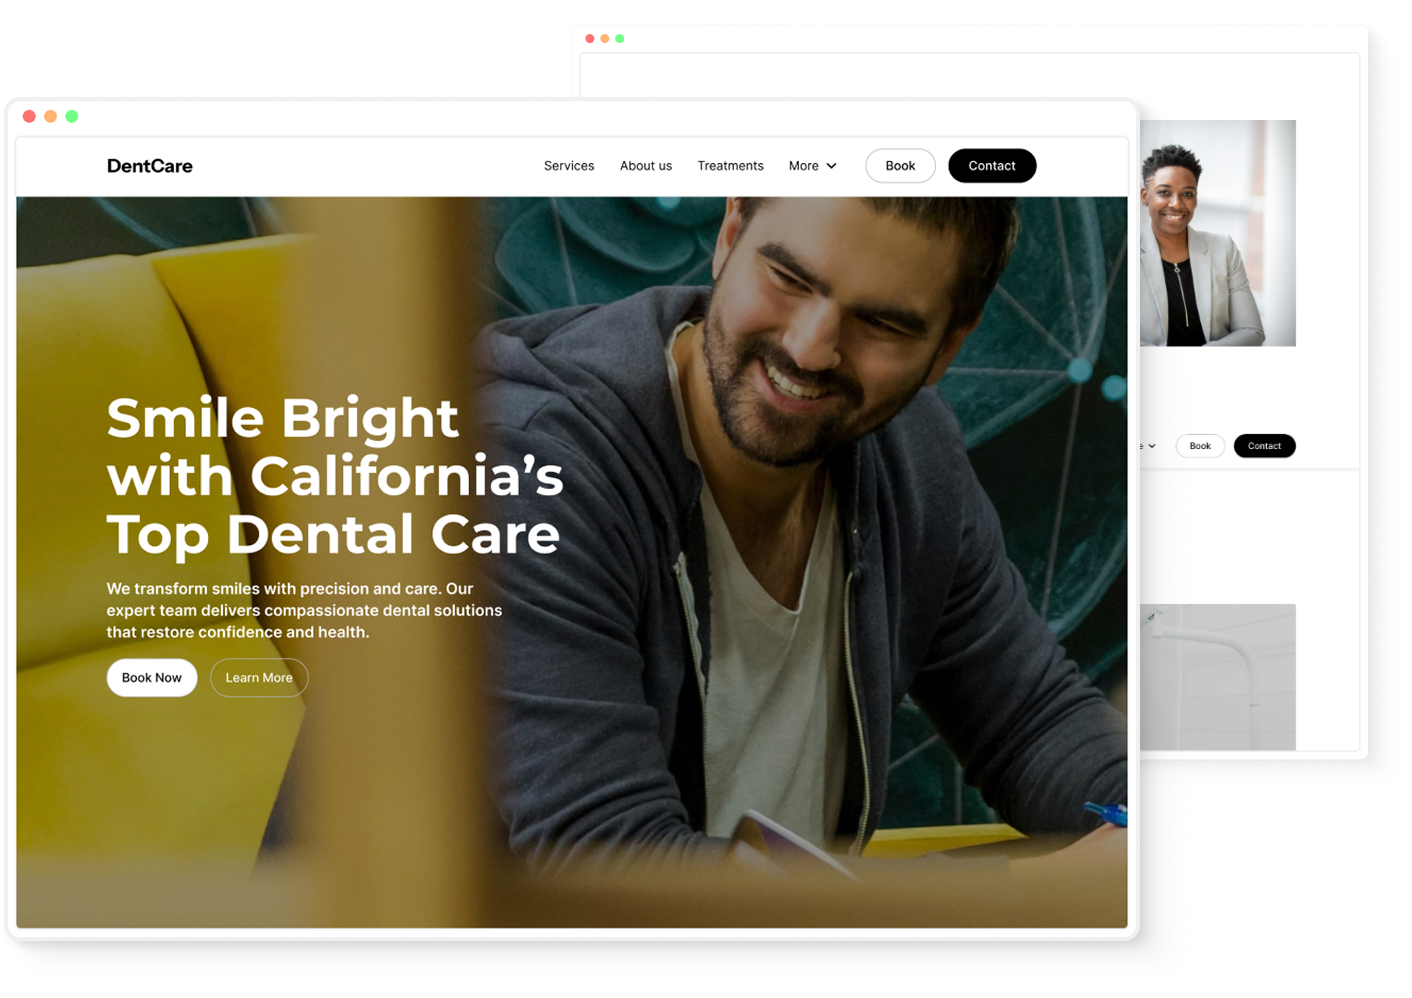 DentCare
Services About us Treatments More Book Contact
Smile Bright
with California’s
Top Dental Care
We transform smiles with precision and care. Our
expert team delivers compassionate dental solutions
that restore confidence and health.
Book Now Learn More
Book Contact